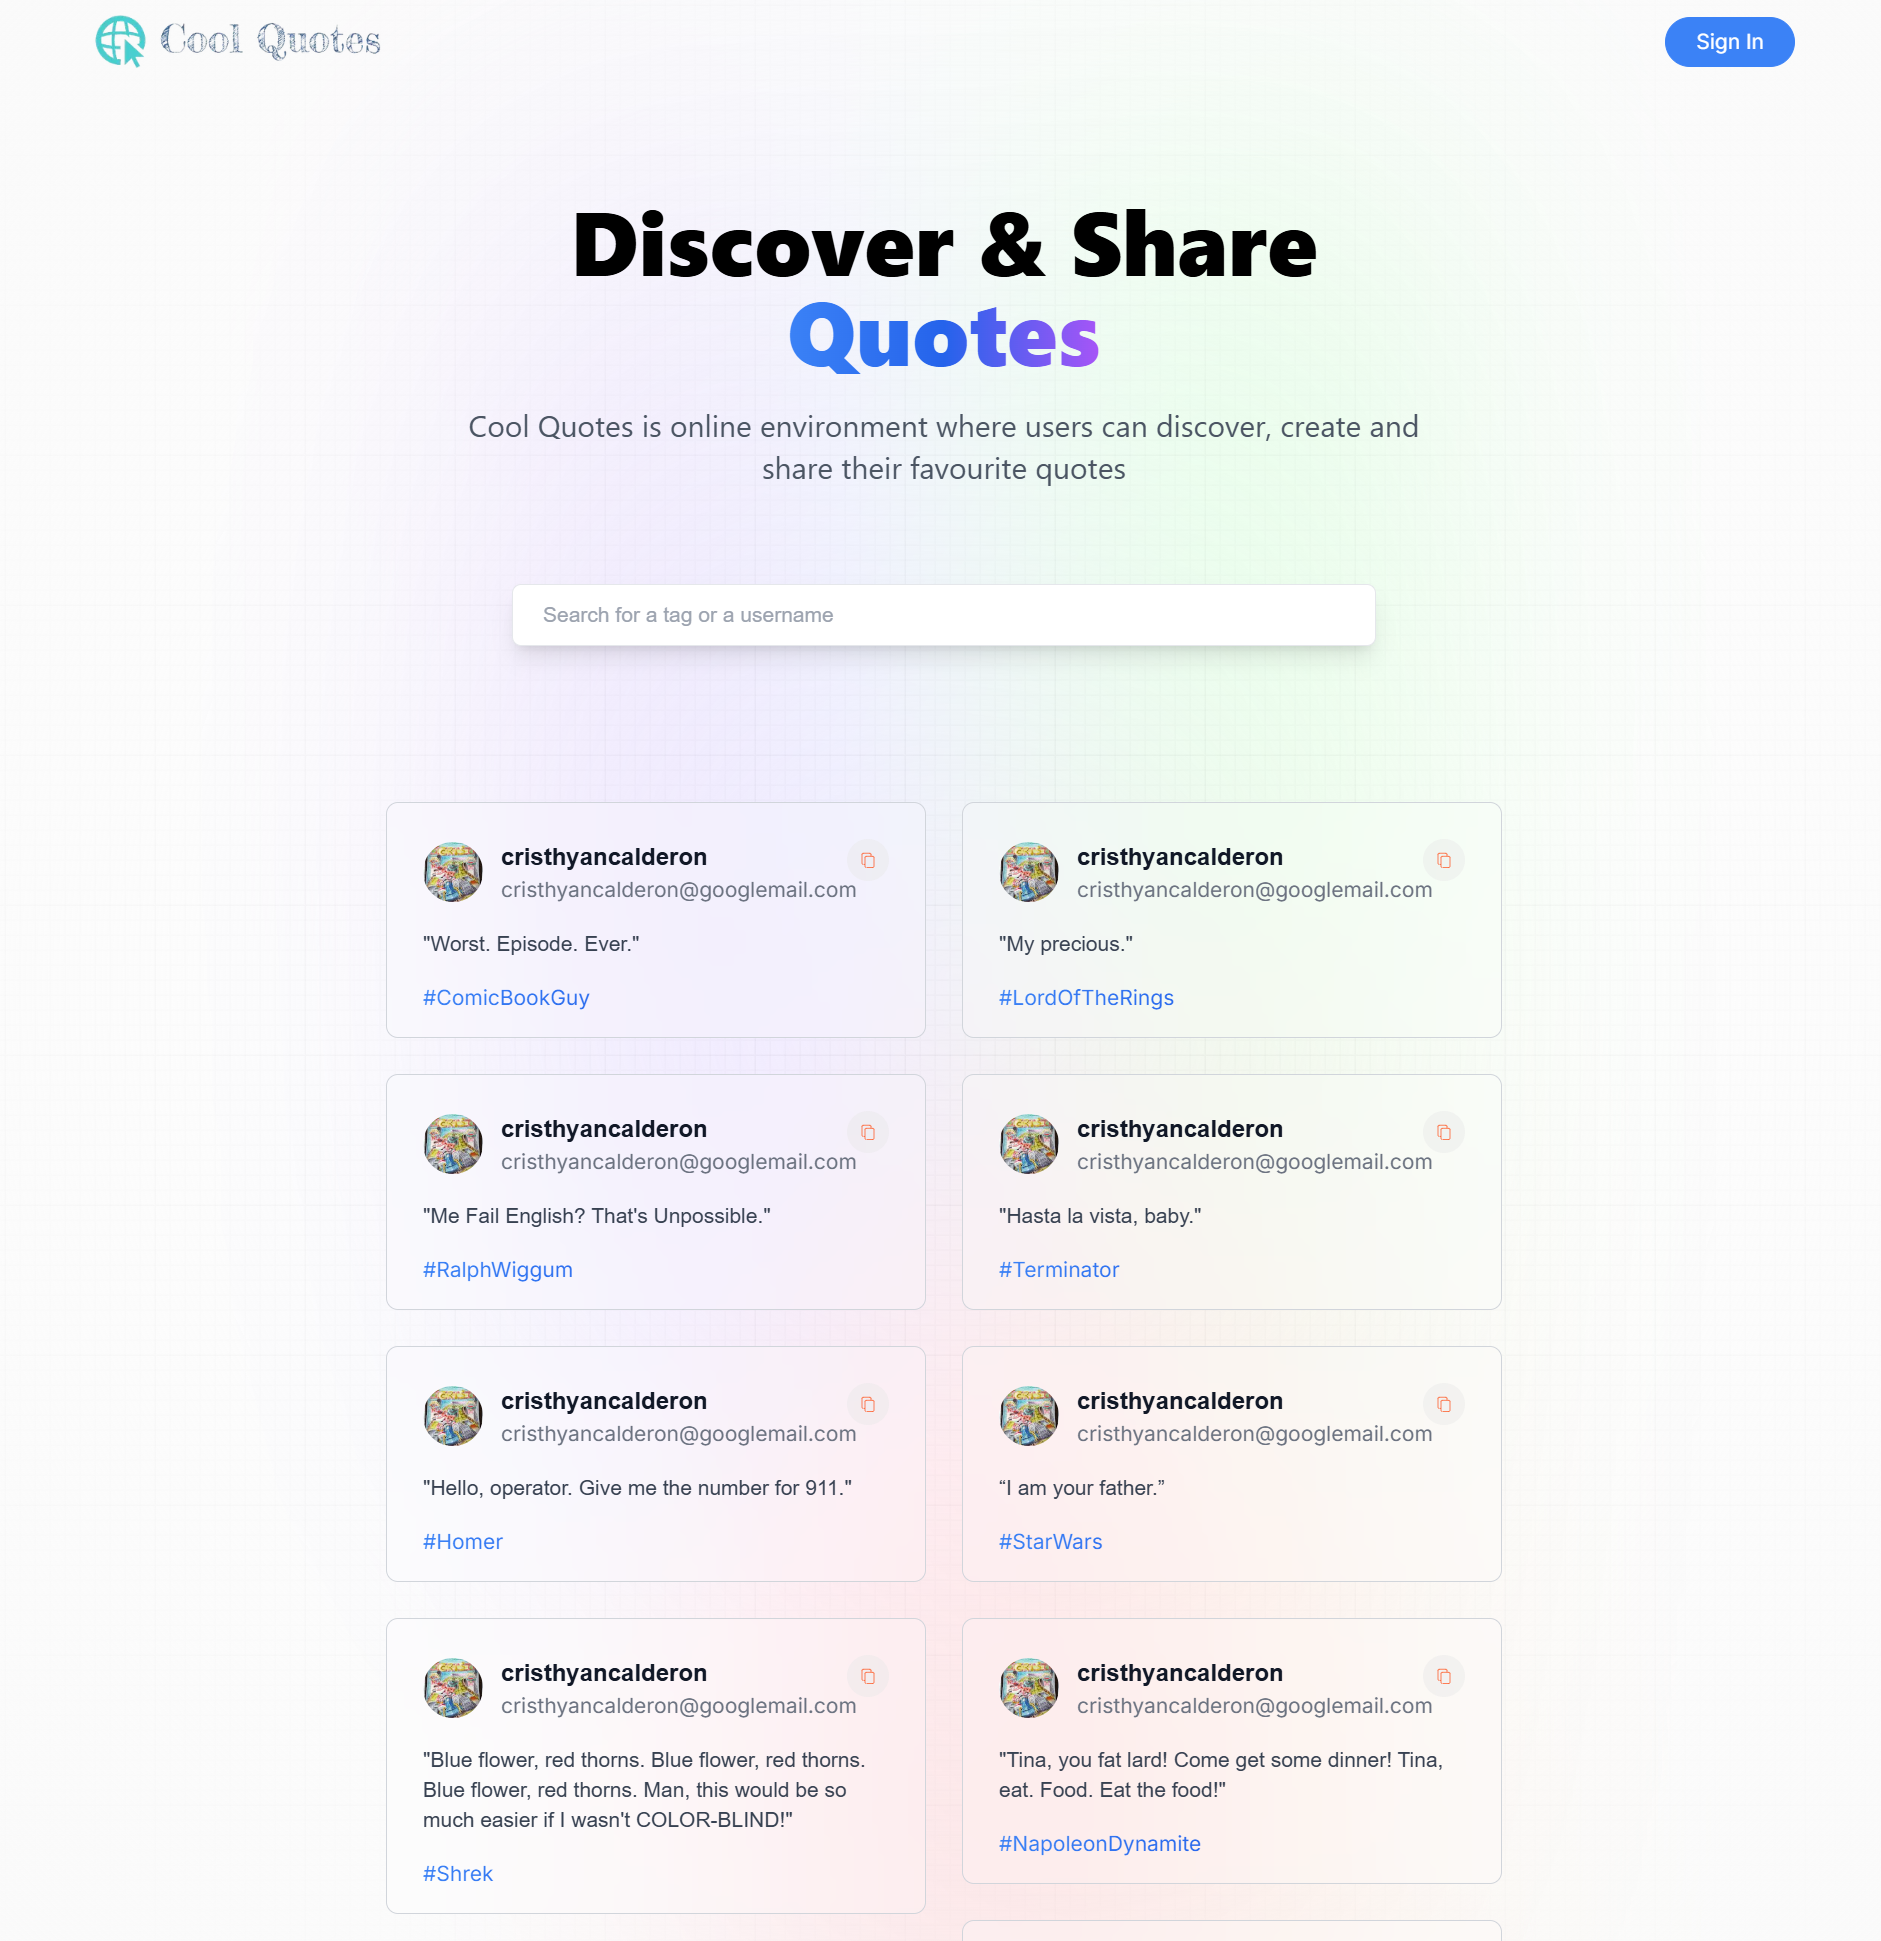 Cool Quotes
Sign In
Discover & Share
Quotes
Cool Quotes is online environment where users can discover, create and
share their favourite quotes
Search for a tag or a username
cristhyancalderon
cristhyancalderon@googlemail.com
"Worst. Episode. Ever."
#ComicBookGuy
cristhyancalderon
cristhyancalderon@googlemail.com
"My precious."
#LordOfTheRings
cristhyancalderon
cristhyancalderon@googlemail.com
"Me Fail English? That's Unpossible."
#RalphWiggum
cristhyancalderon
cristhyancalderon@googlemail.com
"Hasta la vista, baby."
#Terminator
cristhyancalderon
cristhyancalderon@googlemail.com
"Hello, operator. Give me the number for 911."
#Homer
cristhyancalderon
cristhyancalderon@googlemail.com
“I am your father.”
#StarWars
cristhyancalderon
cristhyancalderon@googlemail.com
"Blue flower, red thorns. Blue flower, red thorns.
Blue flower, red thorns. Man, this would be so
much easier if I wasn't COLOR-BLIND!"
#Shrek
cristhyancalderon
cristhyancalderon@googlemail.com
"Tina, you fat lard! Come get some dinner! Tina,
eat. Food. Eat the food!"
#NapoleonDynamite